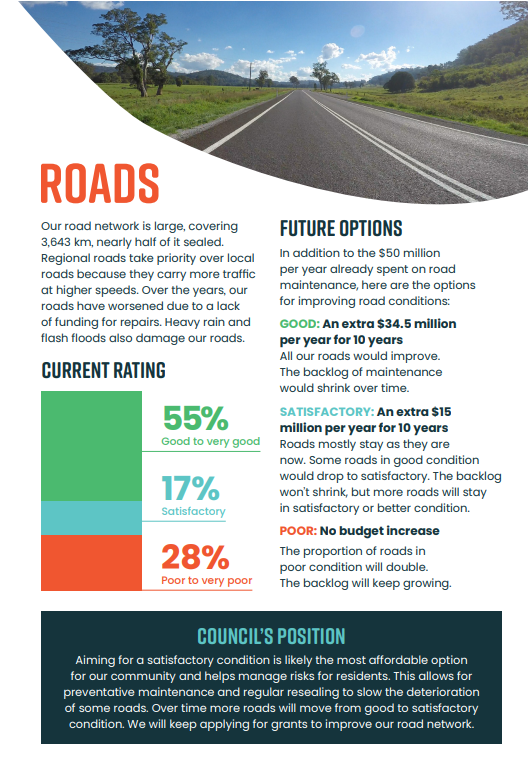 ROADS
Our road network is large, covering
3,643 km, nearly half of it sealed.
Regional roads take priority over local
roads because they carry more traffic
at higher speeds. Over the years, our
roads have worsened due to a lack
of funding for repairs. Heavy rain and
flash floods also damage our roads.
CURRENT RATING
55%
Good to very good
17%
Satisfactory
28%
Poor to very poor
FUTURE OPTIONS
In addition to the $50 million
per year already spent on road
maintenance, here are the options
for improving road conditions:
GOOD: An extra $34.5 million
per year for 10 years
All our roads would improve.
The backlog of maintenance
would shrink over time.
SATISFACTORY: An extra $15
million per year for 10 years
Roads mostly stay as they are
now. Some roads in good condition
would drop to satisfactory. The backlog
won't shrink, but more roads will stay
in satisfactory or better condition.
POOR: No budget increase
The proportion of roads in
poor condition will double.
The backlog will keep growing.
COUNCIL'S POSITION
Aiming for a satisfactory condition is likely the most affordable option
for our community and helps manage risks for residents. This allows for
preventative maintenance and regular resealing to slow the deterioration
of some roads. Over time more roads will move from good to satisfactory
condition. We will keep applying for grants to improve our road network.